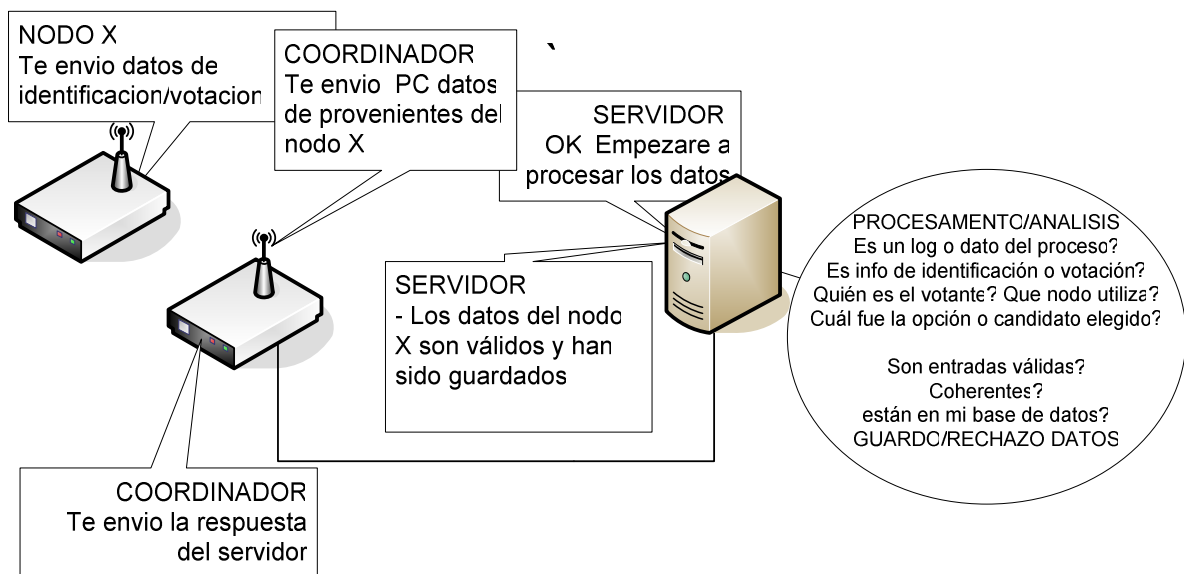 NODO X
Te envio datos de
identificacion/votacion
COORDINADOR
Te envio PC datos
de provenientes del
nodo X
`
SERVIDOR
OK Empezare a
procesar los datos
SERVIDOR
- Los datos del nodo
X son válidos y han
sido guardados
PROCESAMENTO/ANALISIS
Es un log o dato del proceso?
Es info de identificación o votación?
Quién es el votante? Que nodo utiliza?
Cuál fue la opción o candidato elegido?
Son entradas válidas?
Coherentes?
están en mi base de datos?
GUARDO/RECHAZO DATOS
COORDINADOR
Te envio la respuesta
del servidor